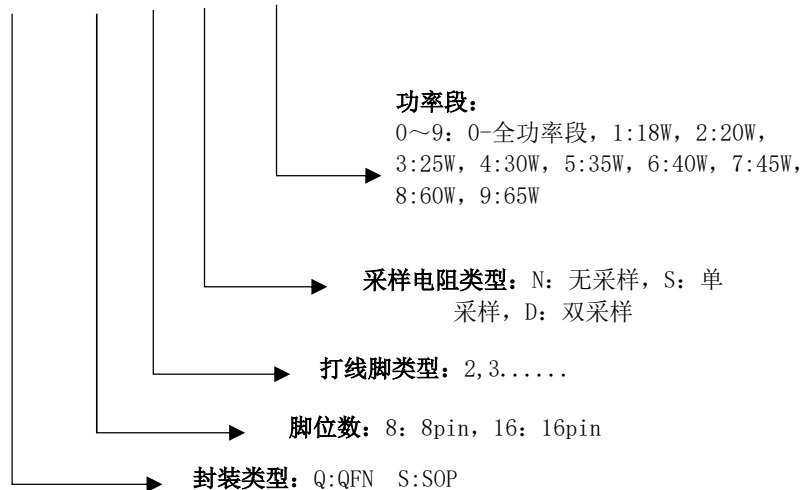 功率段：
0～9：0-全功率段，1:18W，2:20W，
3:25W，4:30W，5:35W，6:40W，7:45W，
8:60W，9:65W
采样电阻类型：N：无采样，S：单
采样，D：双采样
打线脚类型：2,3......
脚位数：8：8pin，16：16pin
封装类型：Q:QFN S:SOP